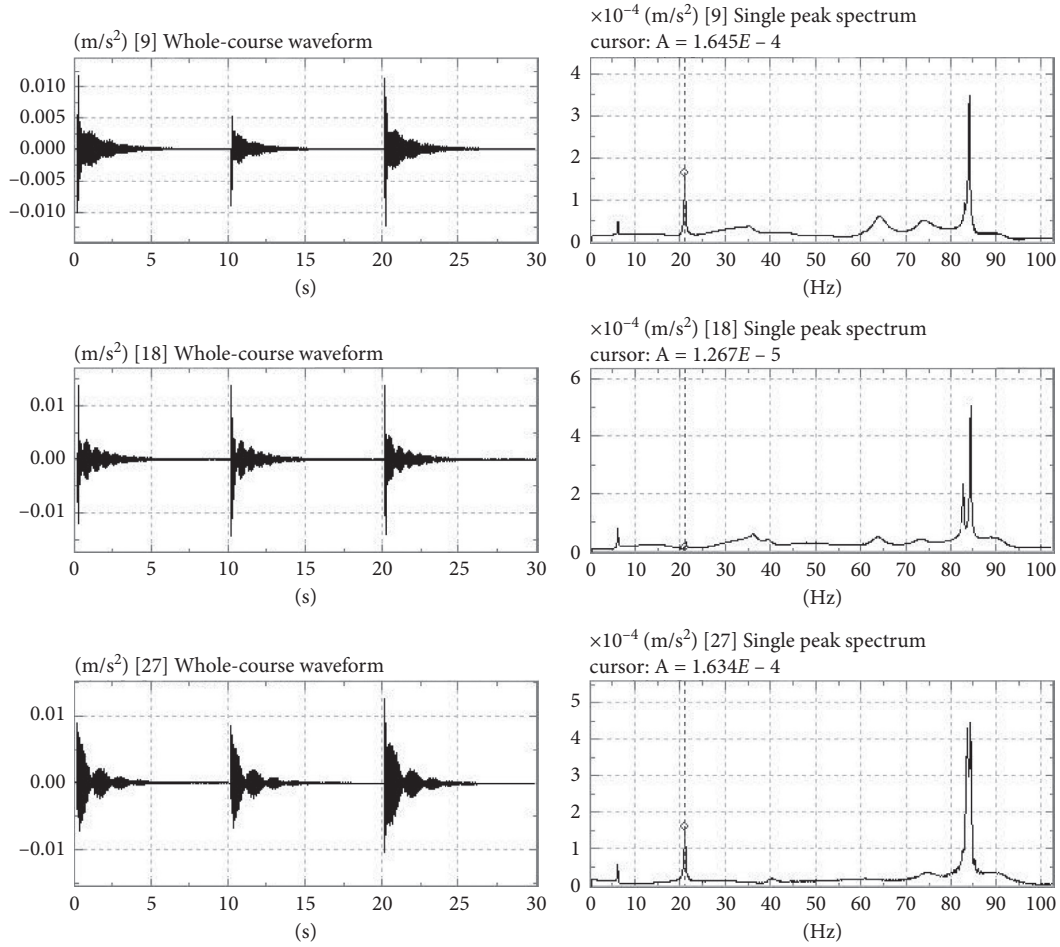 (m/s²) [9] Whole-course waveform
0.010
0.005
0.000
–0.005
–0.010
0 5 10 15 20 25 30
(s)
×10⁻⁴ (m/s²) [9] Single peak spectrum
cursor: A = 1.645E – 4
4
3
2
1
0
0 10 20 30 40 50 60 70 80 90 100
(Hz)
(m/s²) [18] Whole-course waveform
0.01
0.00
–0.01
0 5 10 15 20 25 30
(s)
×10⁻⁴ (m/s²) [18] Single peak spectrum
cursor: A = 1.267E – 5
6
4
2
0
0 10 20 30 40 50 60 70 80 90 100
(Hz)
(m/s²) [27] Whole-course waveform
0.01
0.00
–0.01
0 5 10 15 20 25 30
(s)
×10⁻⁴ (m/s²) [27] Single peak spectrum
cursor: A = 1.634E – 4
5
4
3
2
1
0
0 10 20 30 40 50 60 70 80 90 100
(Hz)